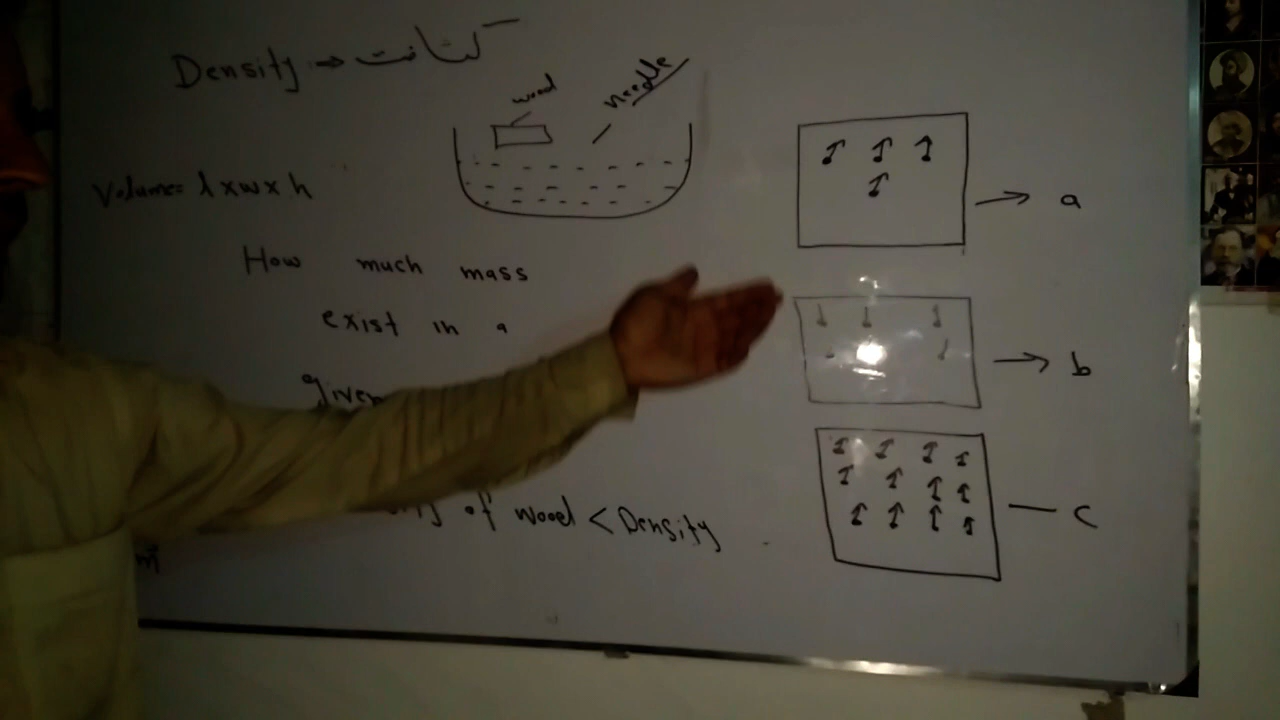 Density → کثافت
wood
needle
Volume = l x w x h
How much mass
exist in a
given
of wood < Density
a
b
c